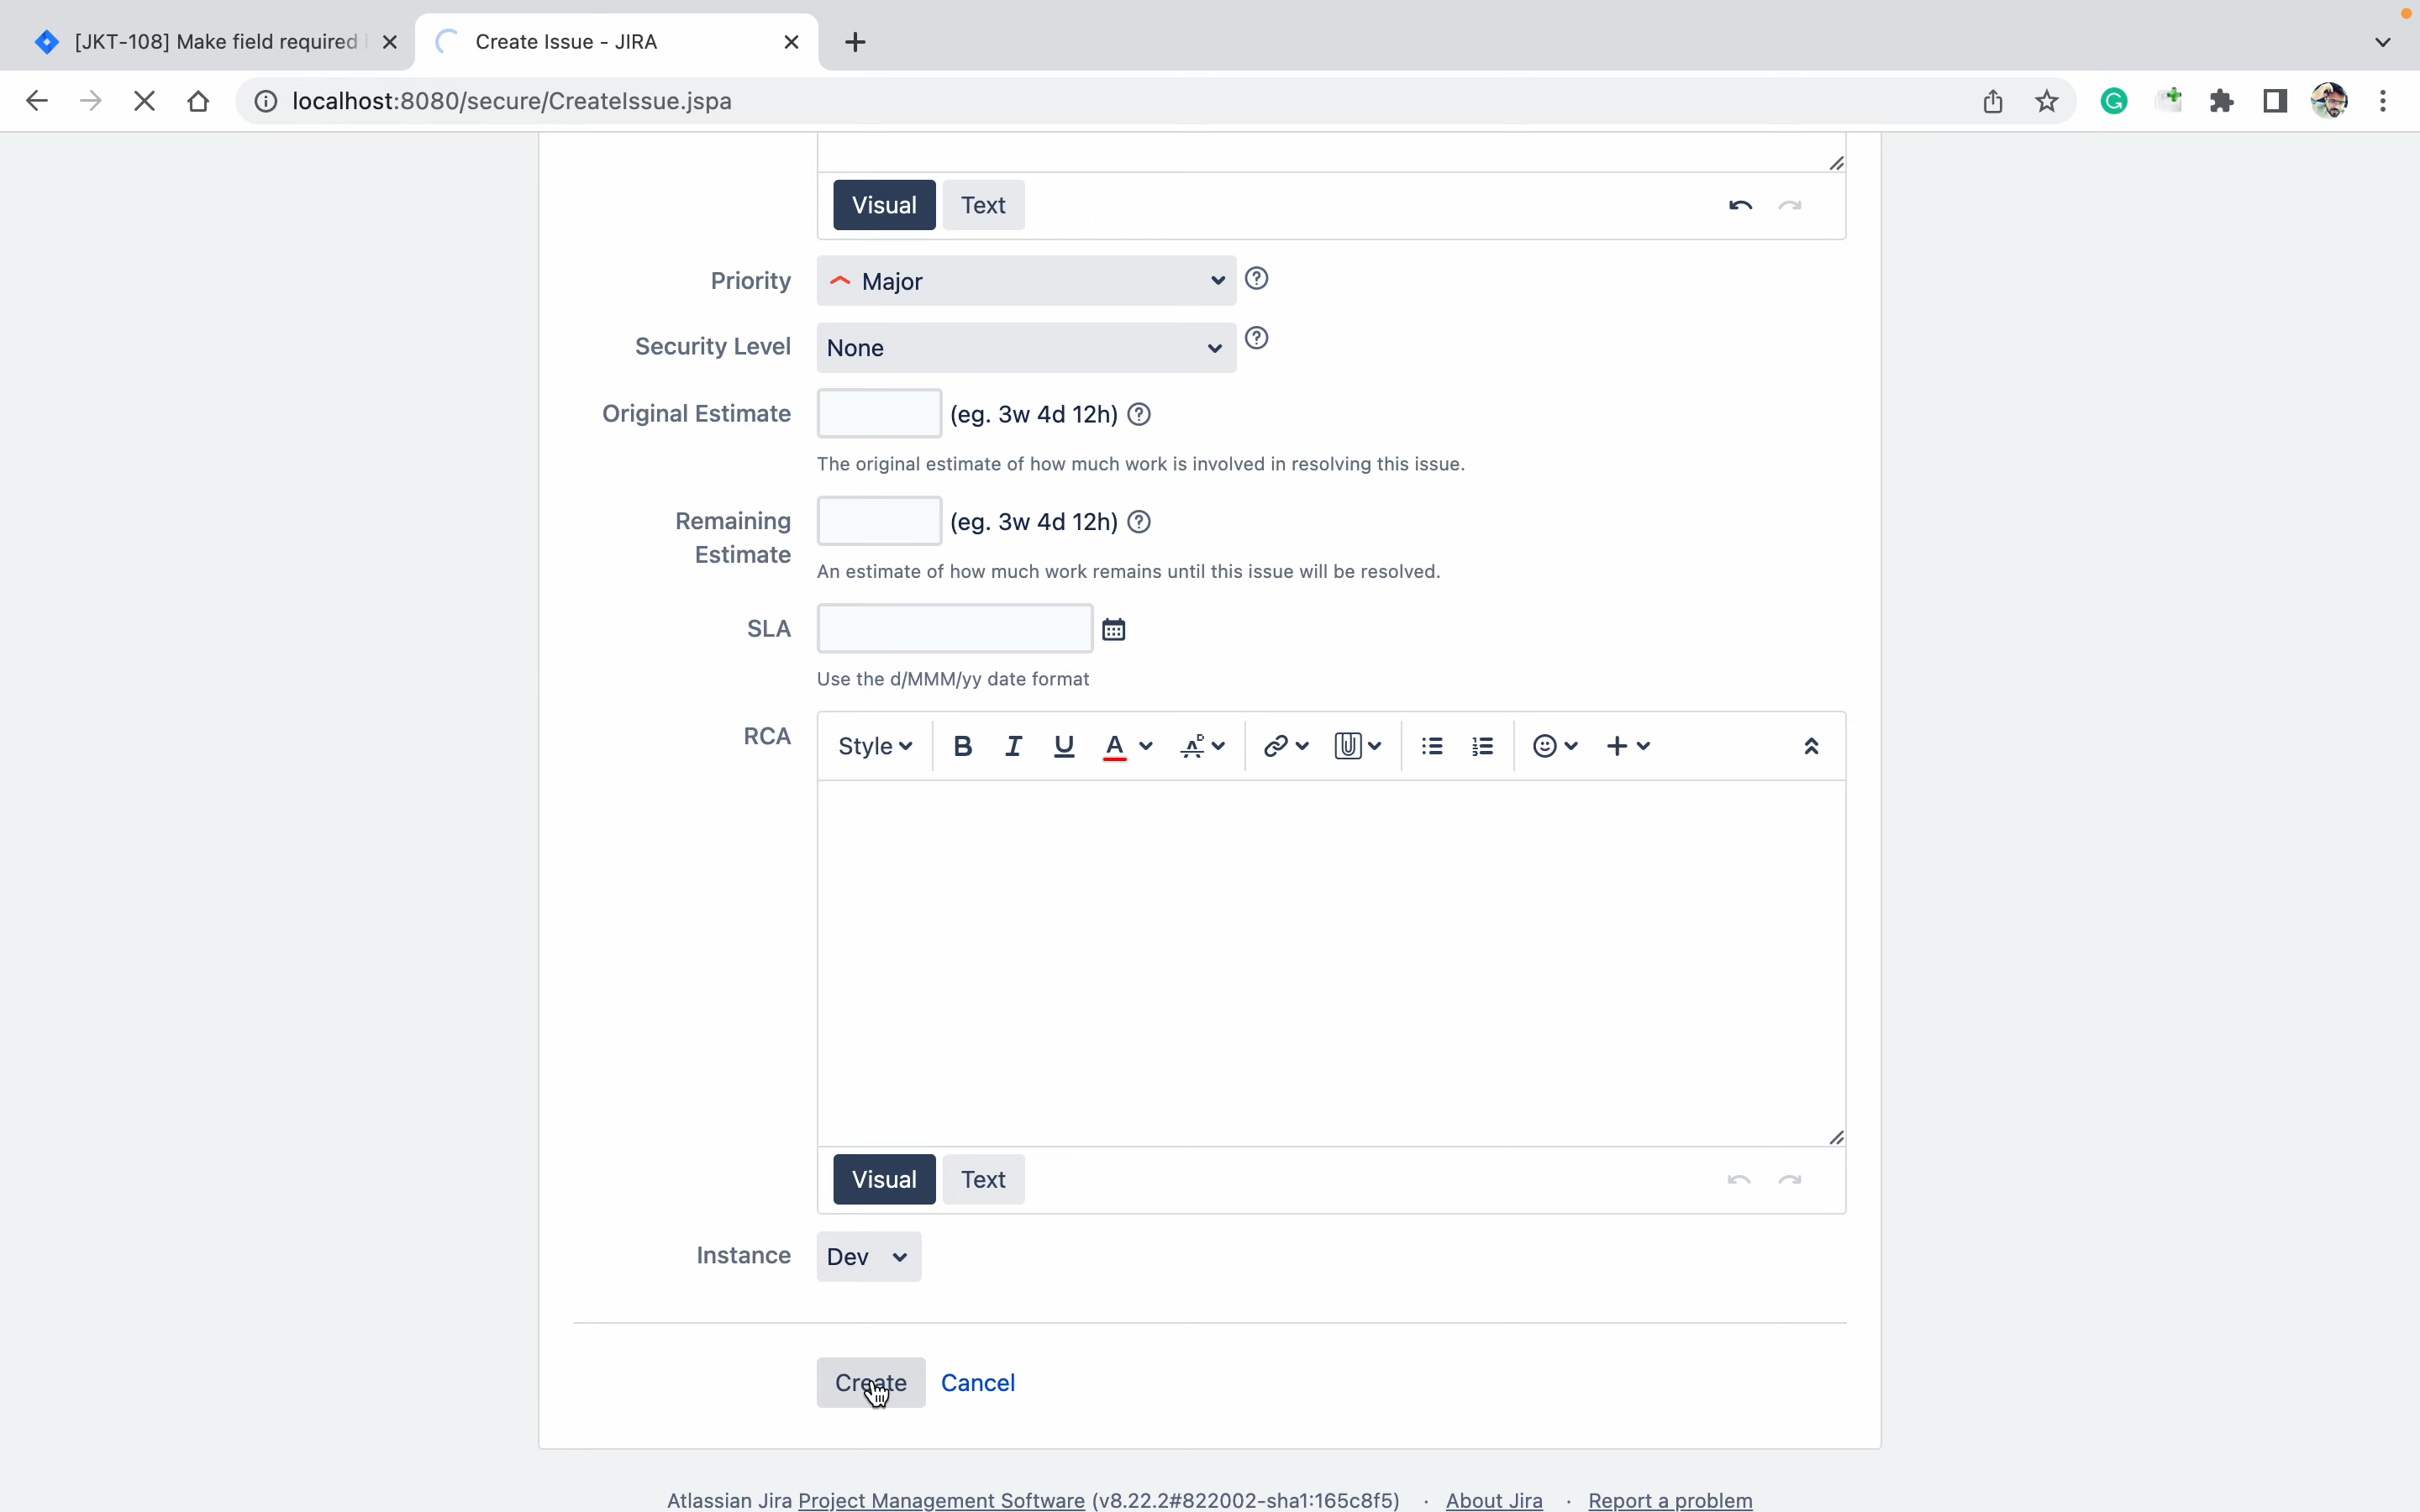 [JKT-108] Make field required
Create Issue - JIRA
localhost:8080/secure/CreateIssue.jspa
Visual Text
Priority Major
Security Level None
Original Estimate (eg. 3w 4d 12h)
The original estimate of how much work is involved in resolving this issue.
Remaining (eg. 3w 4d 12h)
Estimate
An estimate of how much work remains until this issue will be resolved.
SLA
Use the d/MMM/yy date format
RCA Style B I U A
Visual Text
Instance Dev
Create Cancel
Atlassian Jira Project Management Software (v8.22.2#822002-sha1:165c8f5) · About Jira · Report a problem